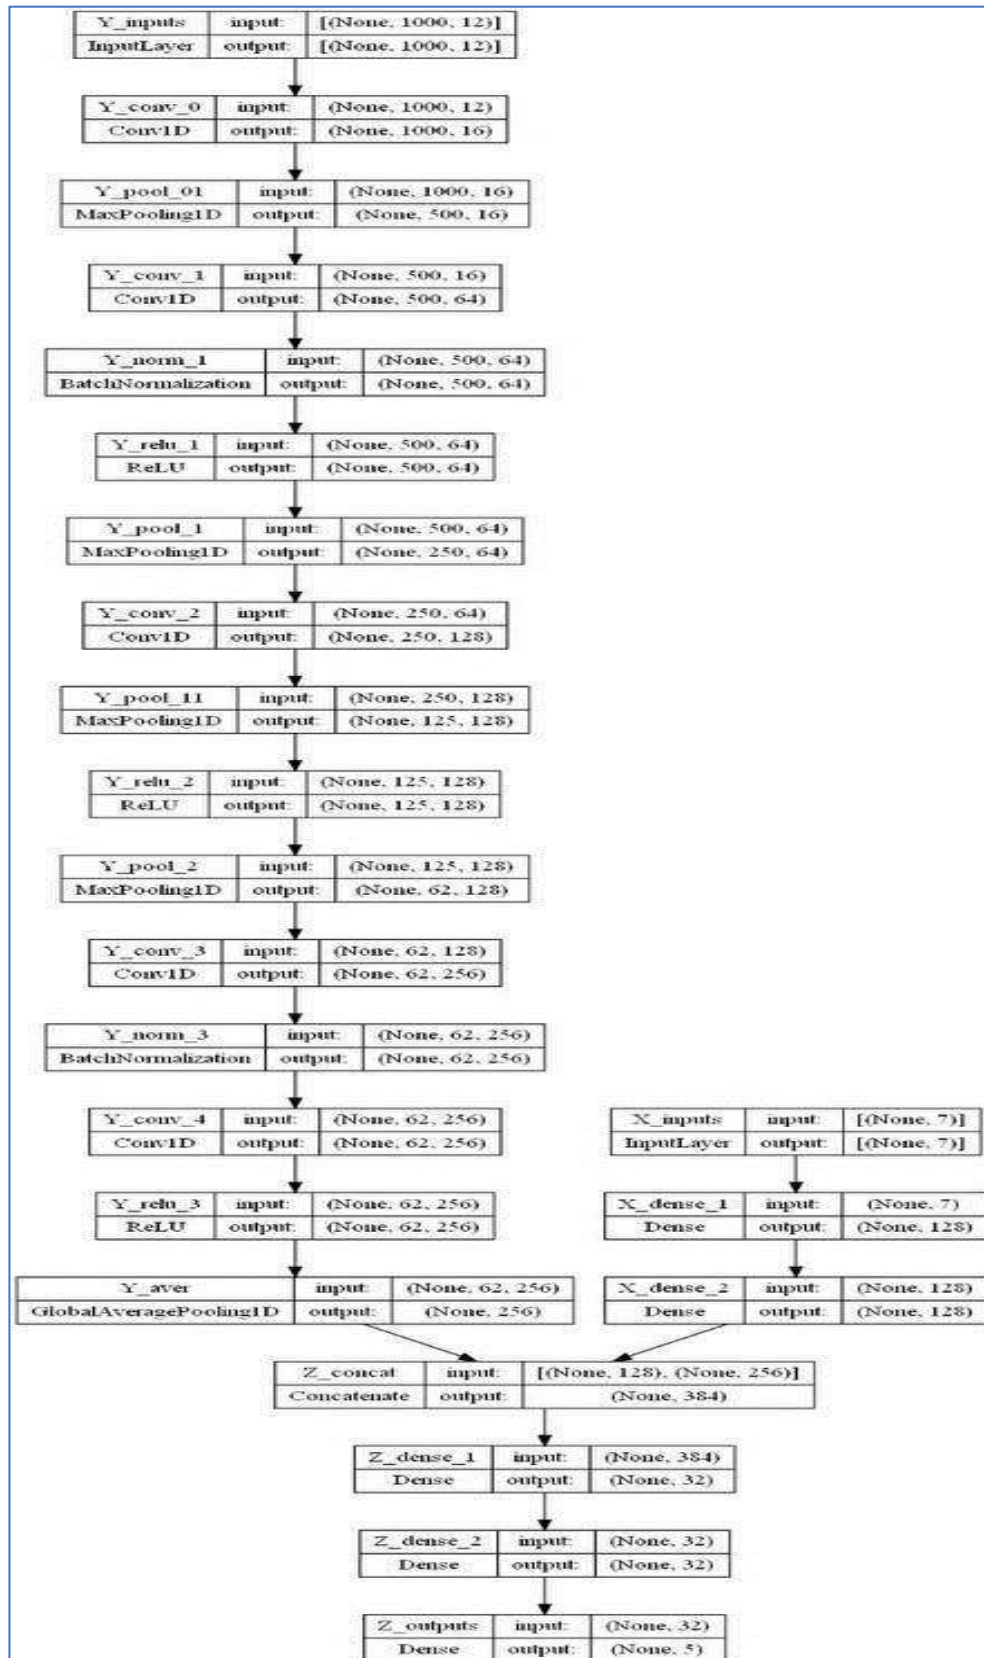 Y_inputs input: [(None, 1000, 12)]
InputLayer output: [(None, 1000, 12)]
Y_conv_0 input: (None, 1000, 12)
Conv1D output: (None, 1000, 16)
Y_pool_01 input: (None, 1000, 16)
MaxPooling1D output: (None, 500, 16)
Y_conv_1 input: (None, 500, 16)
Conv1D output: (None, 500, 64)
Y_norm_1 input: (None, 500, 64)
BatchNormalization output: (None, 500, 64)
Y_relu_1 input: (None, 500, 64)
ReLU output: (None, 500, 64)
Y_pool_1 input: (None, 500, 64)
MaxPooling1D output: (None, 250, 64)
Y_conv_2 input: (None, 250, 64)
Conv1D output: (None, 250, 128)
Y_pool_11 input: (None, 250, 128)
MaxPooling1D output: (None, 125, 128)
Y_relu_2 input: (None, 125, 128)
ReLU output: (None, 125, 128)
Y_pool_2 input: (None, 125, 128)
MaxPooling1D output: (None, 62, 128)
Y_conv_3 input: (None, 62, 128)
Conv1D output: (None, 62, 256)
Y_norm_3 input: (None, 62, 256)
BatchNormalization output: (None, 62, 256)
Y_conv_4 input: (None, 62, 256)
Conv1D output: (None, 62, 256)
Y_relu_3 input: (None, 62, 256)
ReLU output: (None, 62, 256)
Y_aver input: (None, 62, 256)
GlobalAveragePooling1D output: (None, 256)
X_inputs input: [(None, 7)]
InputLayer output: [(None, 7)]
X_dense_1 input: (None, 7)
Dense output: (None, 128)
X_dense_2 input: (None, 128)
Dense output: (None, 128)
Z_concat input: [(None, 128), (None, 256)]
Concatenate output: (None, 384)
Z_dense_1 input: (None, 384)
Dense output: (None, 32)
Z_dense_2 input: (None, 32)
Dense output: (None, 32)
Z_outputs input: (None, 32)
Dense output: (None, 5)